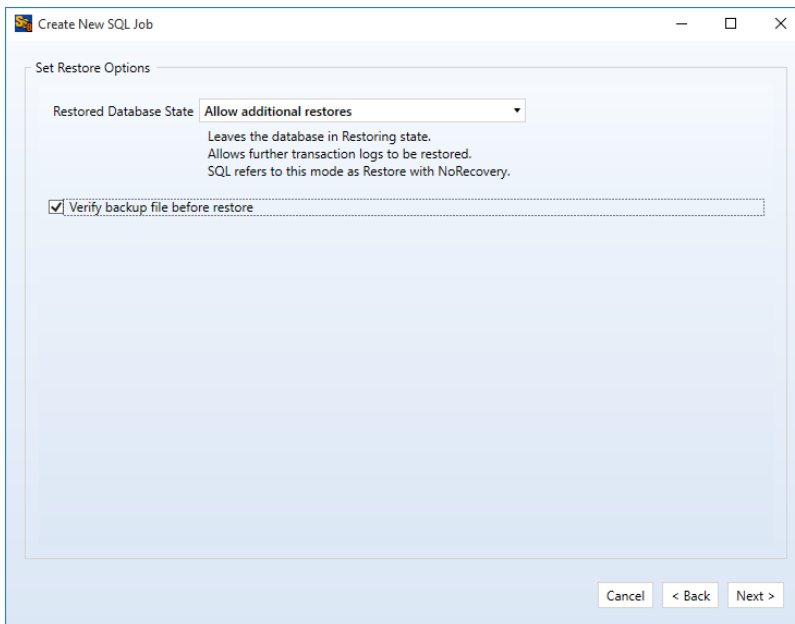 Create New SQL Job
Set Restore Options
Restored Database State Allow additional restores
Leaves the database in Restoring state.
Allows further transaction logs to be restored.
SQL refers to this mode as Restore with NoRecovery.
Verify backup file before restore
Cancel < Back Next >